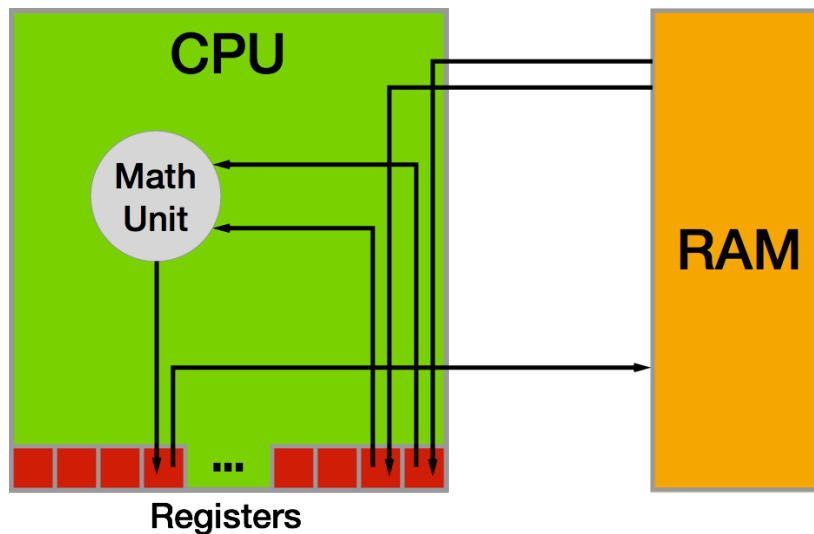 CPU
Math
Unit
RAM
...
Registers